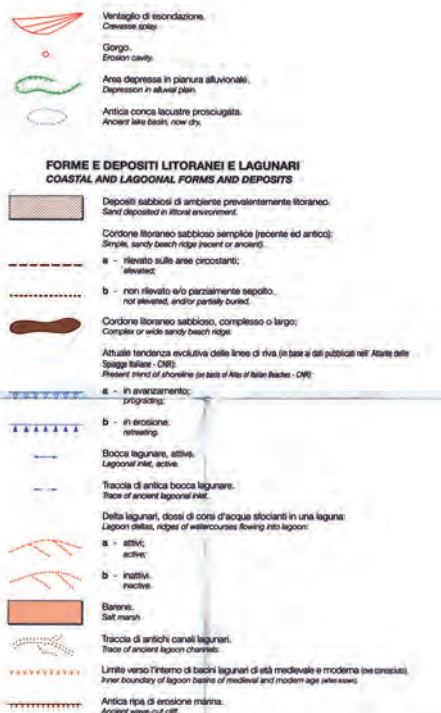 Ventaglio di esondazione.
Crevasse splay.
Gorgo.
Erosion cavity.
Area depressa in pianura alluvionale.
Depression in alluvial plain.
Antica conca lacustre prosciugata.
Ancient lake basin, now dry.
FORME E DEPOSITI LITORANEI E LAGUNARI
COASTAL AND LAGOONAL FORMS AND DEPOSITS
Depositi sabbiosi di ambiente prevalentemente litoraneo.
Sand deposited in littoral environment.
Cordone litoraneo sabbioso semplice (recente ed antico):
Simple, sandy beach ridge (recent or ancient).
a - rilevato sulle aree circostanti;
elevated;
b - non rilevato e/o parzialmente sepolto.
not elevated, and/or partially buried.
Cordone litoraneo sabbioso, complesso o largo;
Complex or wide sandy beach ridge.
Attuale tendenza evolutiva delle linee di riva (in base ai dati pubblicati nell' Atlante delle
Spiagge Italiane - CNR):
Present trend of shoreline (on basis of Atlas of Italian Beaches - CNR):
a - in avanzamento;
prograding;
b - in erosione.
retreating.
Bocca lagunare, attiva.
Lagoonal inlet, active.
Traccia di antica bocca lagunare.
Trace of ancient lagoonal inlet.
Delta lagunari, dossi di corsi d'acqua sfocianti in una laguna:
Lagoon deltas, ridges of watercourses flowing into lagoon:
a - attivi;
active;
b - inattivi.
inactive.
Barene.
Salt marsh.
Traccia di antichi canali lagunari.
Trace of ancient lagoon channels.
Limite verso l'interno di bacini lagunari di età medievale e moderna (ove conosciuto).
Inner boundary of lagoon basins of medieval and modern age (when known).
Antica ripa di erosione marina.
Ancient wave-cut cliff.